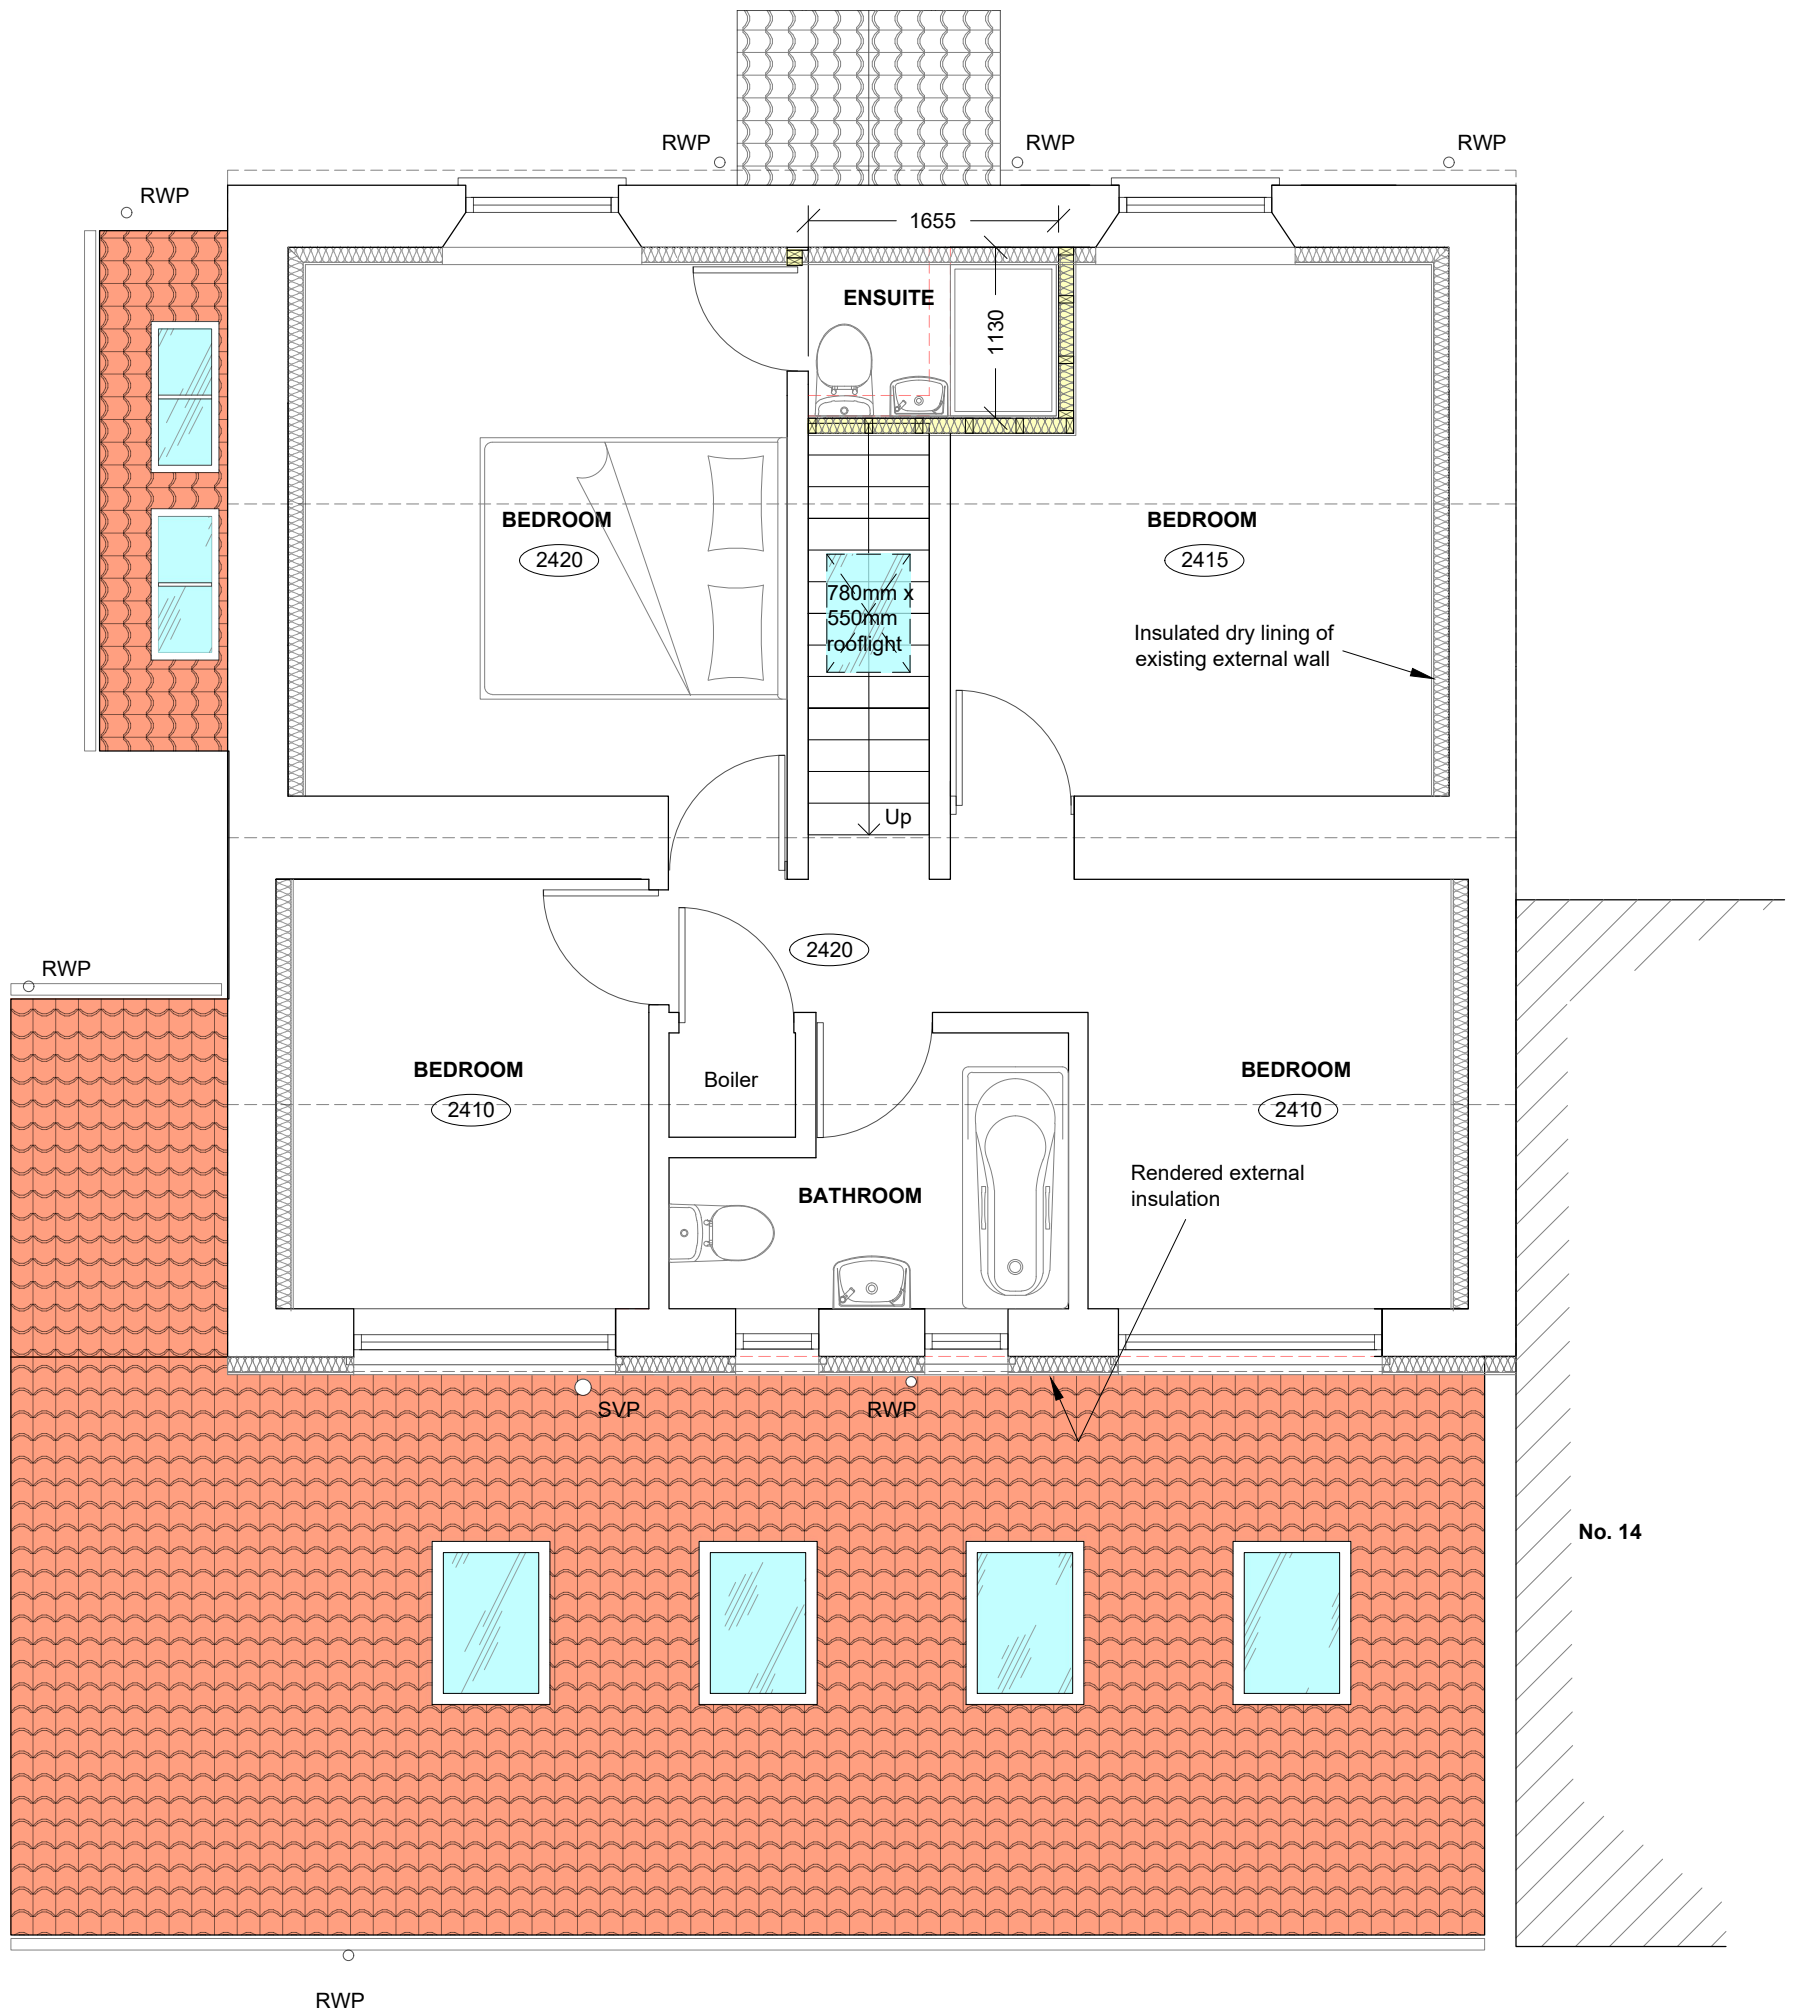 RWP
RWP
RWP
RWP
1655
ENSUITE
1130
BEDROOM
2420
BEDROOM
2415
780mm x
550mm
rooflight
Insulated dry lining of
existing external wall
Up
2420
RWP
BEDROOM
2410
Boiler
BEDROOM
2410
Rendered external
insulation
BATHROOM
SVP
RWP
No. 14
RWP